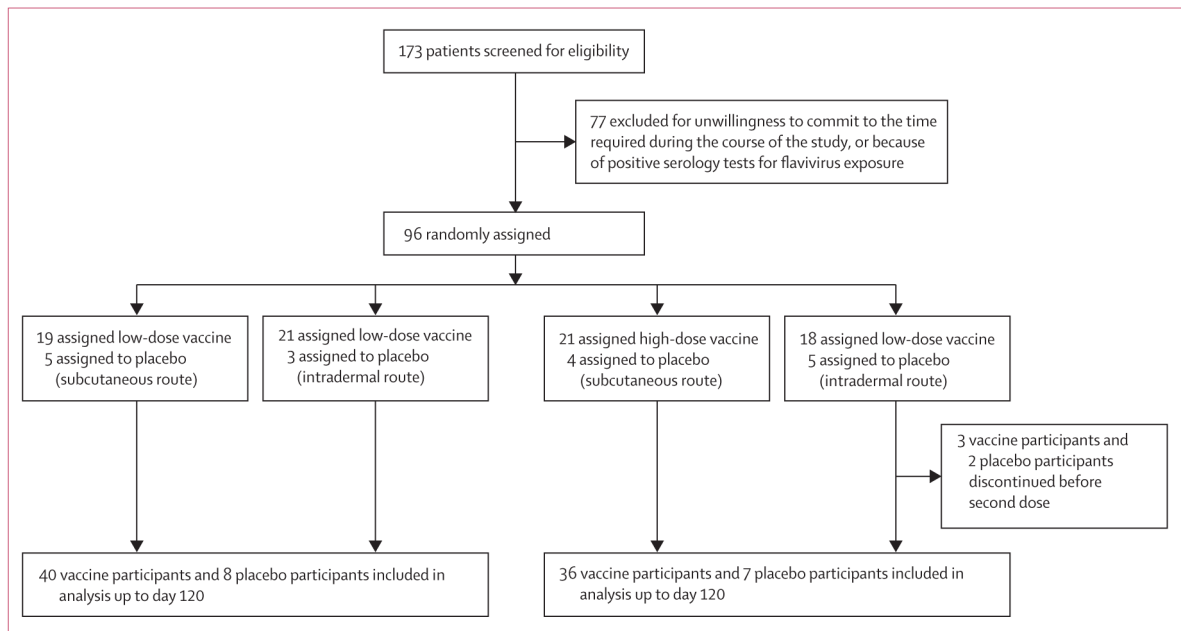 173 patients screened for eligibility
77 excluded for unwillingness to commit to the time
required during the course of the study, or because
of positive serology tests for flavivirus exposure
96 randomly assigned
19 assigned low-dose vaccine
5 assigned to placebo
(subcutaneous route)
21 assigned low-dose vaccine
3 assigned to placebo
(intradermal route)
21 assigned high-dose vaccine
4 assigned to placebo
(subcutaneous route)
18 assigned low-dose vaccine
5 assigned to placebo
(intradermal route)
3 vaccine participants and
2 placebo participants
discontinued before
second dose
40 vaccine participants and 8 placebo participants included in
analysis up to day 120
36 vaccine participants and 7 placebo participants included in
analysis up to day 120